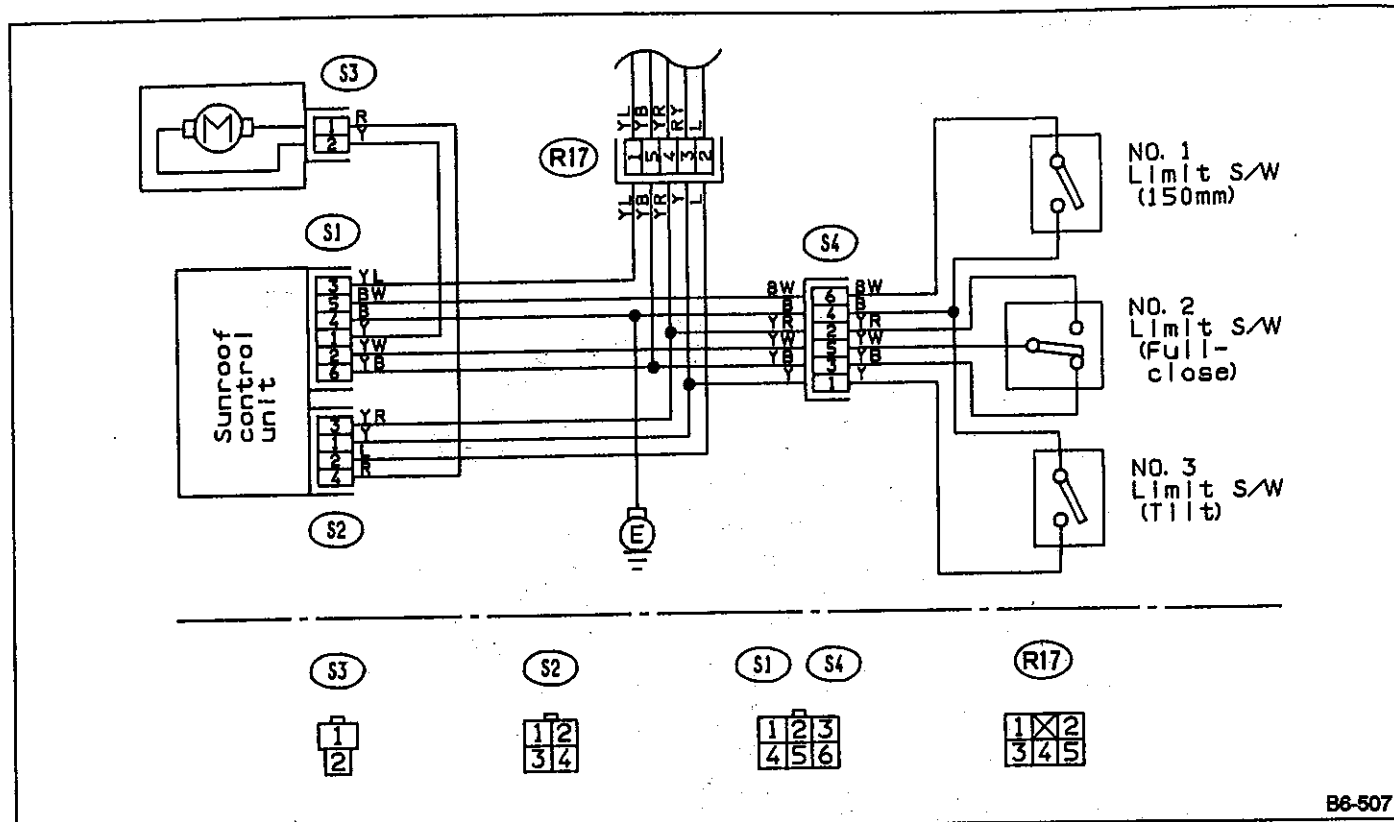 S3
M
R
1
Y
2
YL
YB
YR
RY
L
R17
1
5
4
3
2
YL
YB
YR
Y
L
NO. 1
Limit S/W
(150mm)
S1
S4
Sunroof
control
unit
3 YL
5 BW
4 B
1 Y
2 YW
6 YB
BW 6 BW
B 4 B
YR 2 YR
YW 5 YW
YB 3 YB
Y 1 Y
NO. 2
Limit S/W
(Full-
close)
3 YR
1 Y
2 L
4 R
S2
E
NO. 3
Limit S/W
(Tilt)
S3
S2
S1
S4
R17
1
2
1 2
3 4
1 2 3
4 5 6
1 2
3 4 5
B6-507